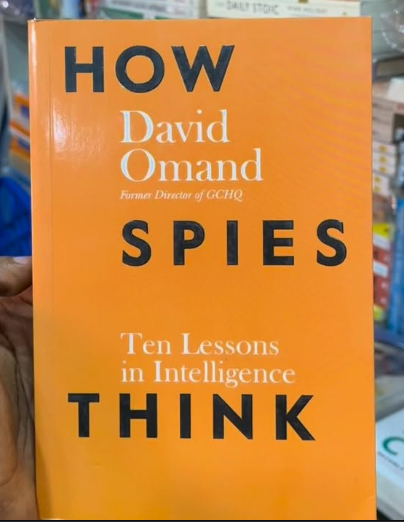 DAILY STOIC
HOW
David
Omand
Former Director of GCHQ
SPIES
Ten Lessons
in Intelligence
THINK